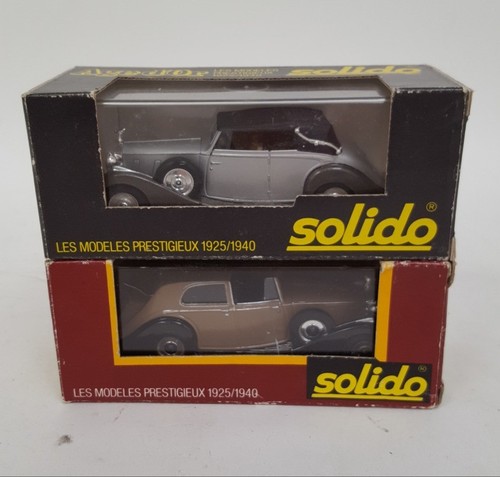 solido
solido®
LES MODELES PRESTIGIEUX 1925/1940
solido®
LES MODELES PRESTIGIEUX 1925/1940